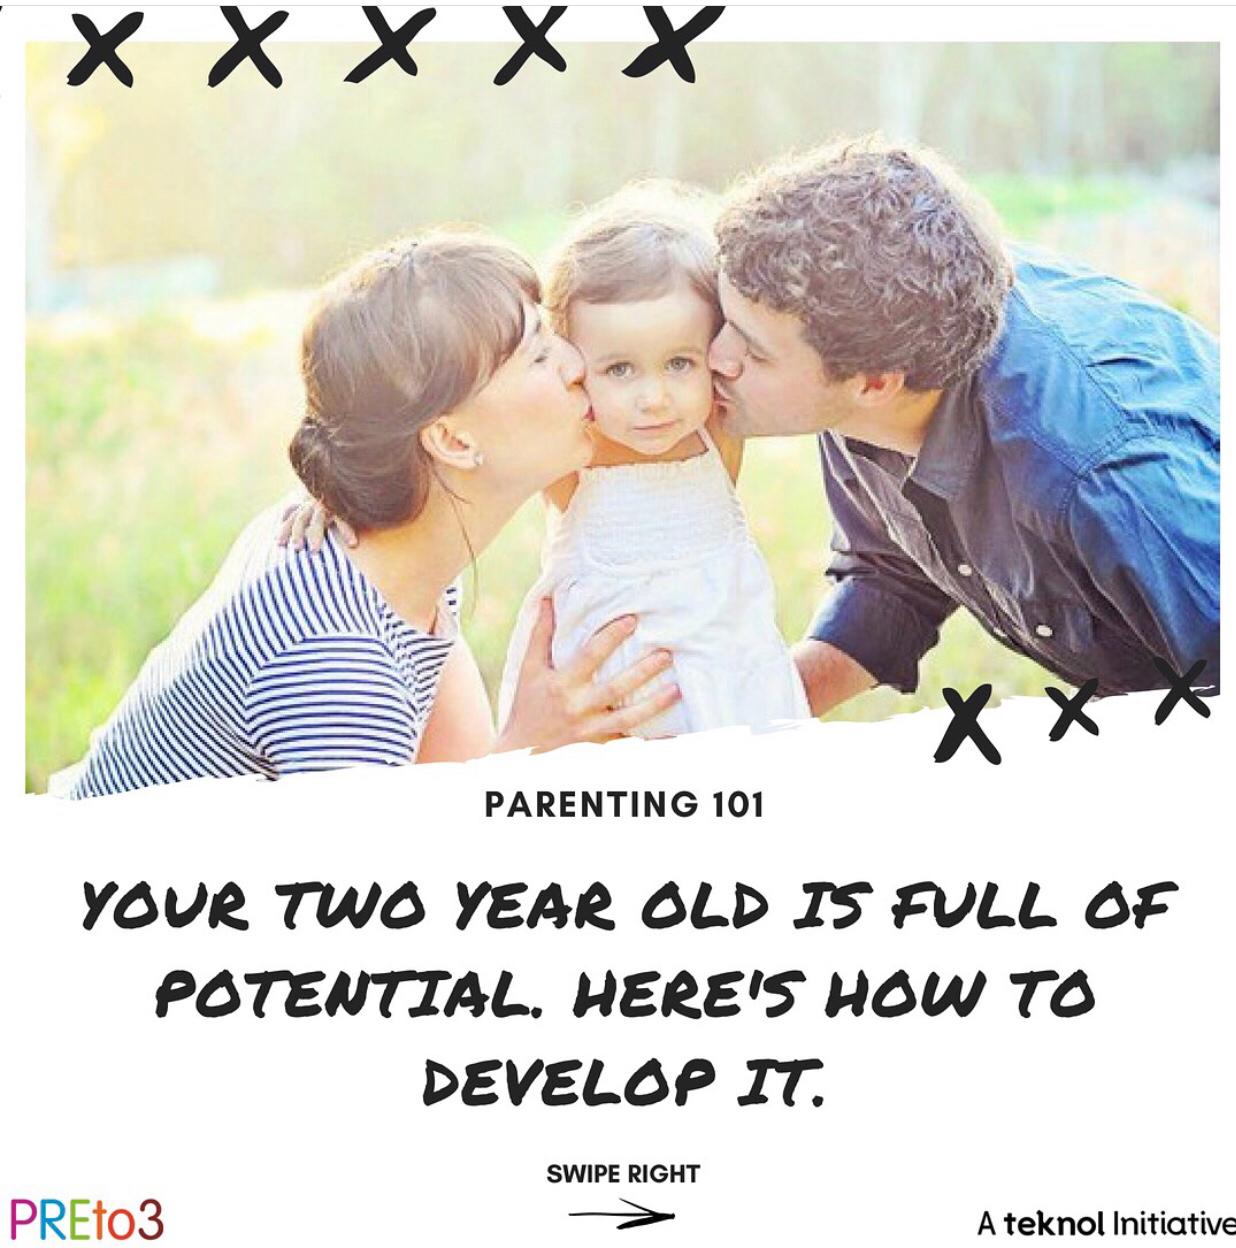 PARENTING 101
YOUR TWO YEAR OLD IS FULL OF
POTENTIAL. HERE'S HOW TO
DEVELOP IT.
SWIPE RIGHT
PREto3
A teknol Initiative